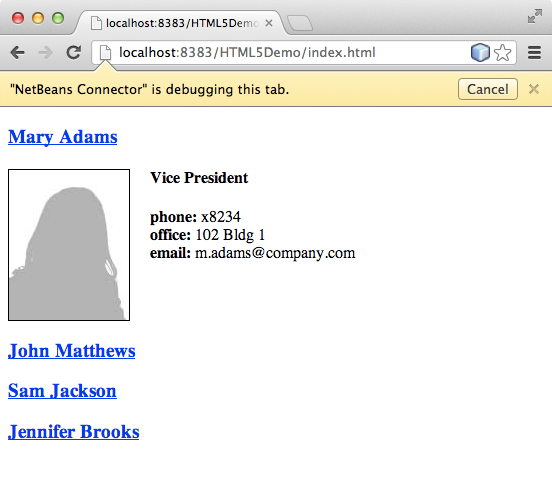 localhost:8383/HTML5Demo
localhost:8383/HTML5Demo/index.html
"NetBeans Connector" is debugging this tab.
Cancel
Mary Adams
Vice President
phone: x8234
office: 102 Bldg 1
email: m.adams@company.com
John Matthews
Sam Jackson
Jennifer Brooks